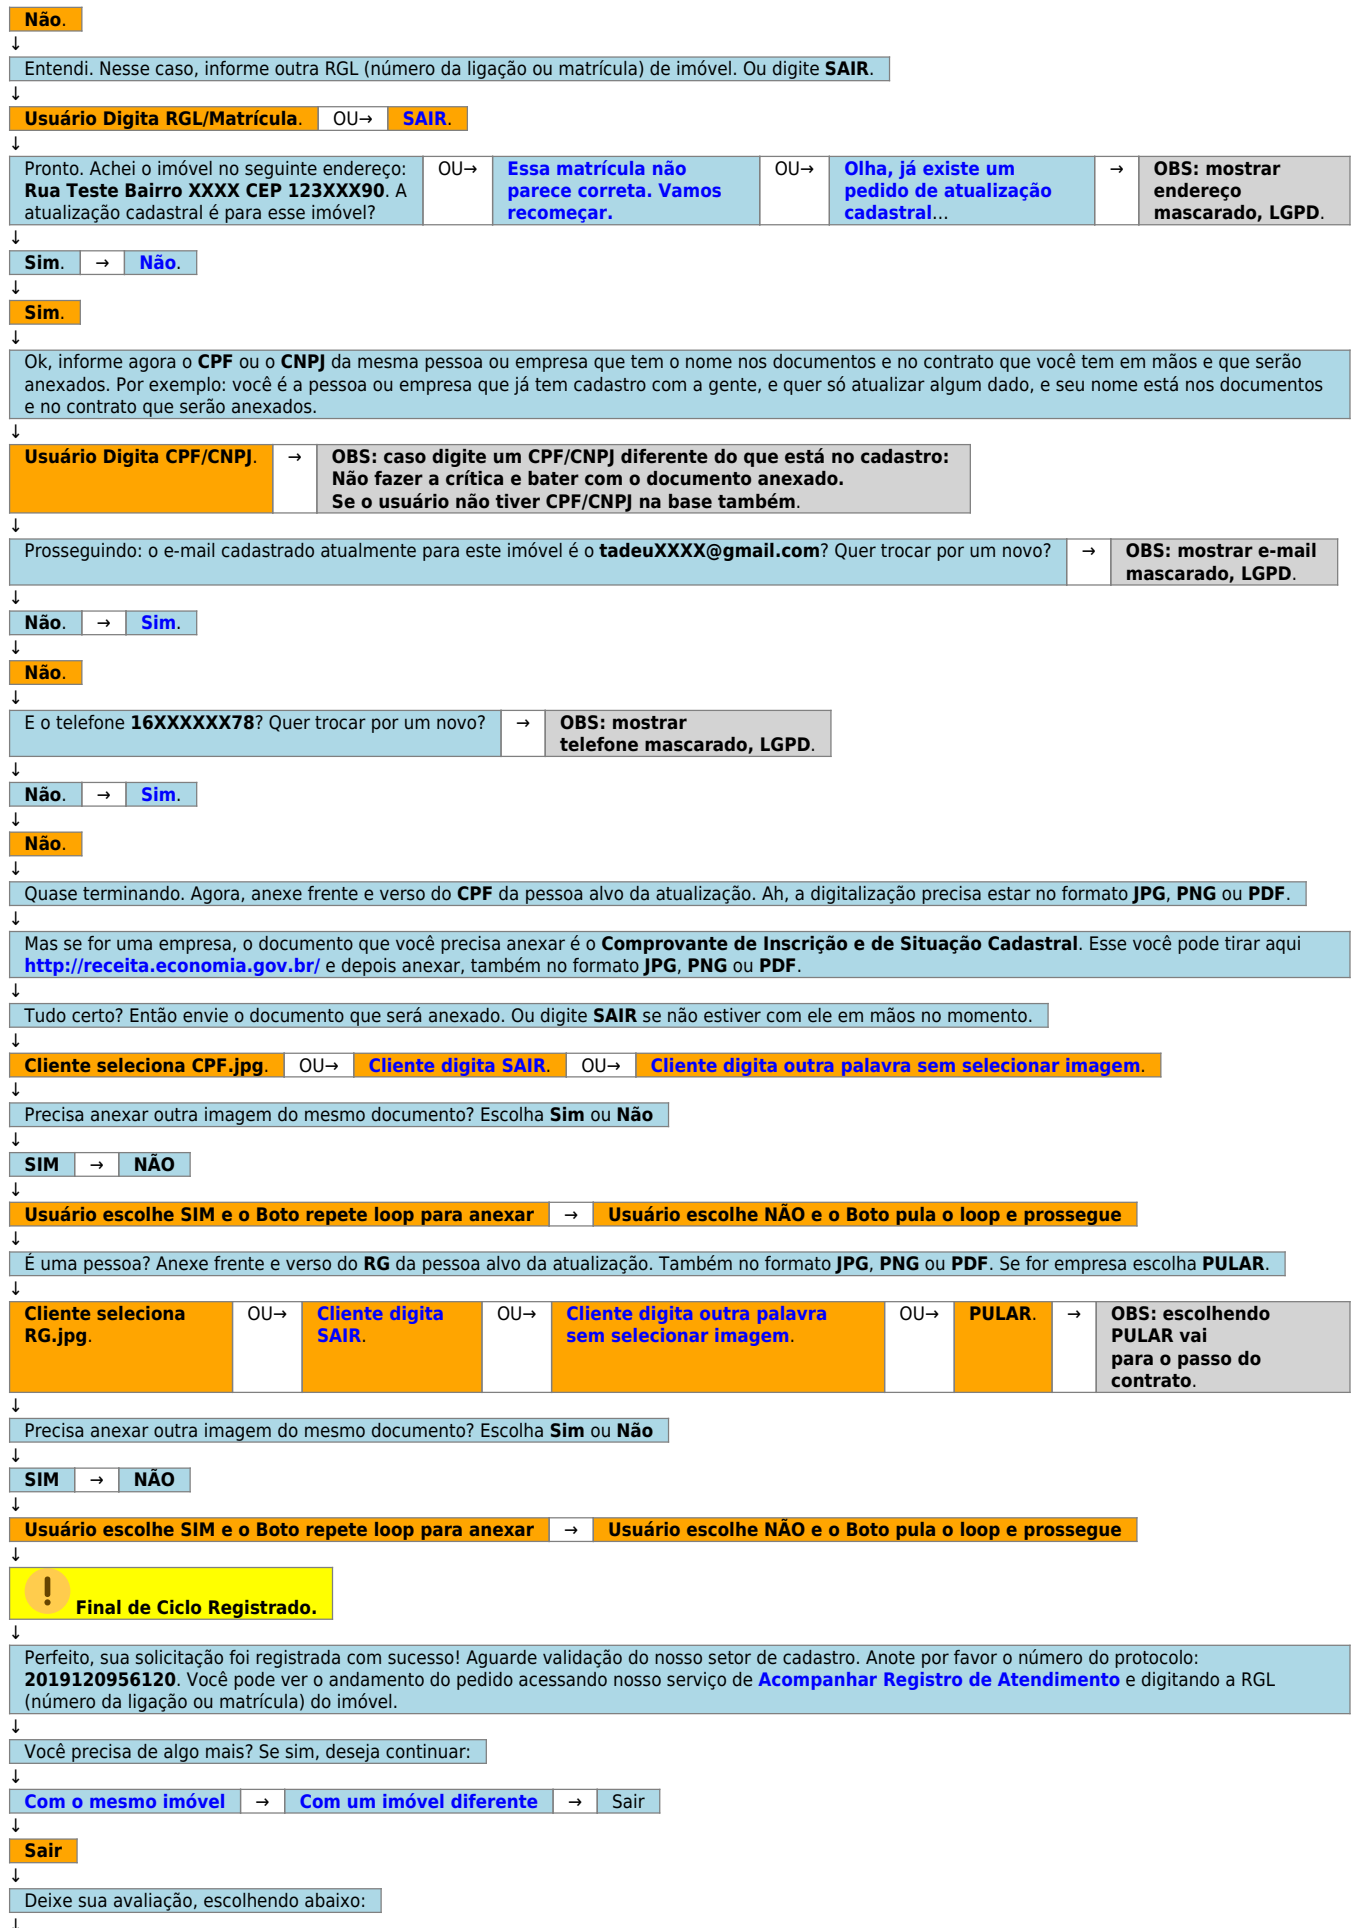 Não.
↓
Entendi. Nesse caso, informe outra RGL (número da ligação ou matrícula) de imóvel. Ou digite SAIR.
↓
Usuário Digita RGL/Matrícula. OU→ SAIR.
↓
Pronto. Achei o imóvel no seguinte endereço:
Rua Teste Bairro XXXX CEP 123XXX90. A
atualização cadastral é para esse imóvel?
OU→
Essa matrícula não
parece correta. Vamos
recomeçar.
OU→
Olha, já existe um
pedido de atualização
cadastral...
→
OBS: mostrar
endereço
mascarado, LGPD.
↓
Sim. → Não.
↓
Sim.
↓
Ok, informe agora o CPF ou o CNPJ da mesma pessoa ou empresa que tem o nome nos documentos e no contrato que você tem em mãos e que serão
anexados. Por exemplo: você é a pessoa ou empresa que já tem cadastro com a gente, e quer só atualizar algum dado, e seu nome está nos documentos
e no contrato que serão anexados.
↓
Usuário Digita CPF/CNPJ.
→
OBS: caso digite um CPF/CNPJ diferente do que está no cadastro:
Não fazer a crítica e bater com o documento anexado.
Se o usuário não tiver CPF/CNPJ na base também.
↓
Prosseguindo: o e-mail cadastrado atualmente para este imóvel é o tadeuXXXX@gmail.com? Quer trocar por um novo?
→
OBS: mostrar e-mail
mascarado, LGPD.
↓
Não. → Sim.
↓
Não.
↓
E o telefone 16XXXXXX78? Quer trocar por um novo?
→
OBS: mostrar
telefone mascarado, LGPD.
↓
Não. → Sim.
↓
Não.
↓
Quase terminando. Agora, anexe frente e verso do CPF da pessoa alvo da atualização. Ah, a digitalização precisa estar no formato JPG, PNG ou PDF.
↓
Mas se for uma empresa, o documento que você precisa anexar é o Comprovante de Inscrição e de Situação Cadastral. Esse você pode tirar aqui
http://receita.economia.gov.br/ e depois anexar, também no formato JPG, PNG ou PDF.
↓
Tudo certo? Então envie o documento que será anexado. Ou digite SAIR se não estiver com ele em mãos no momento.
↓
Cliente seleciona CPF.jpg. OU→ Cliente digita SAIR. OU→ Cliente digita outra palavra sem selecionar imagem.
↓
Precisa anexar outra imagem do mesmo documento? Escolha Sim ou Não
↓
SIM → NÃO
↓
Usuário escolhe SIM e o Boto repete loop para anexar → Usuário escolhe NÃO e o Boto pula o loop e prossegue
↓
É uma pessoa? Anexe frente e verso do RG da pessoa alvo da atualização. Também no formato JPG, PNG ou PDF. Se for empresa escolha PULAR.
↓
Cliente seleciona
RG.jpg.
OU→
Cliente digita
SAIR.
OU→
Cliente digita outra palavra
sem selecionar imagem.
OU→
PULAR.
→
OBS: escolhendo
PULAR vai
para o passo do
contrato.
↓
Precisa anexar outra imagem do mesmo documento? Escolha Sim ou Não
↓
SIM → NÃO
↓
Usuário escolhe SIM e o Boto repete loop para anexar → Usuário escolhe NÃO e o Boto pula o loop e prossegue
↓
! Final de Ciclo Registrado.
↓
Perfeito, sua solicitação foi registrada com sucesso! Aguarde validação do nosso setor de cadastro. Anote por favor o número do protocolo:
2019120956120. Você pode ver o andamento do pedido acessando nosso serviço de Acompanhar Registro de Atendimento e digitando a RGL
(número da ligação ou matrícula) do imóvel.
↓
Você precisa de algo mais? Se sim, deseja continuar:
↓
Com o mesmo imóvel → Com um imóvel diferente → Sair
↓
Sair
↓
Deixe sua avaliação, escolhendo abaixo:
↓